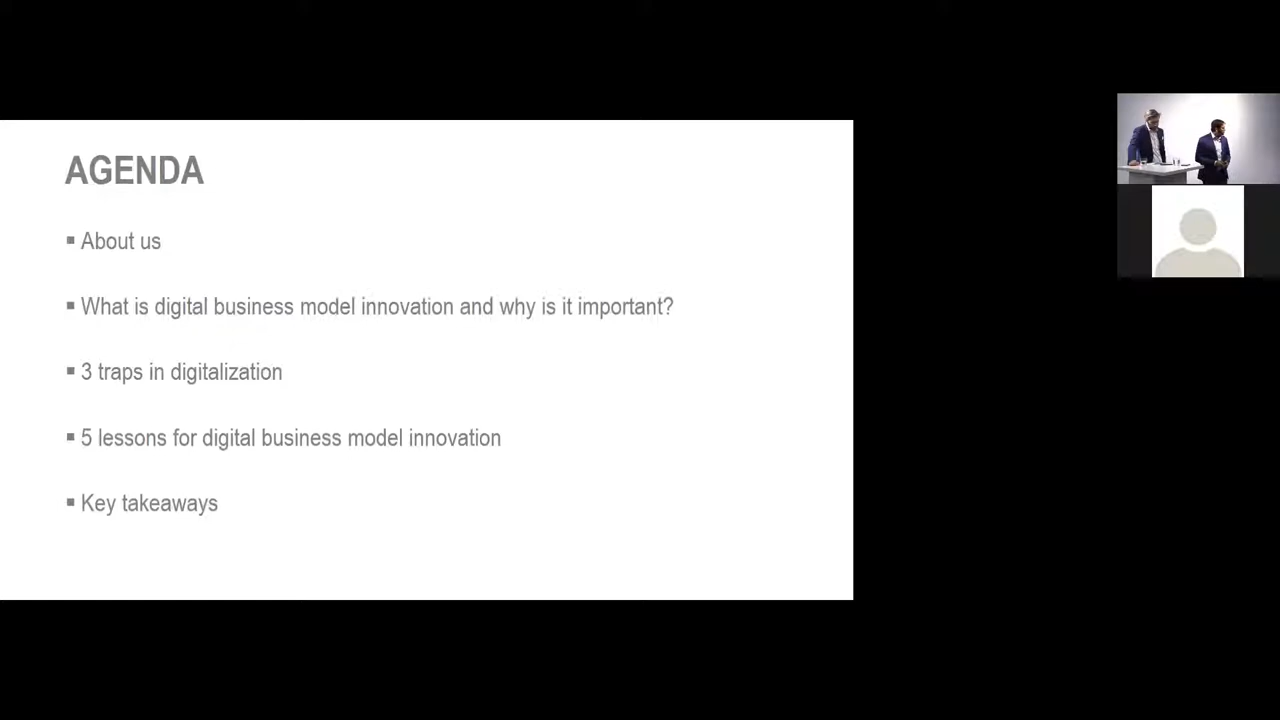 AGENDA
▪ About us
▪ What is digital business model innovation and why is it important?
▪ 3 traps in digitalization
▪ 5 lessons for digital business model innovation
▪ Key takeaways